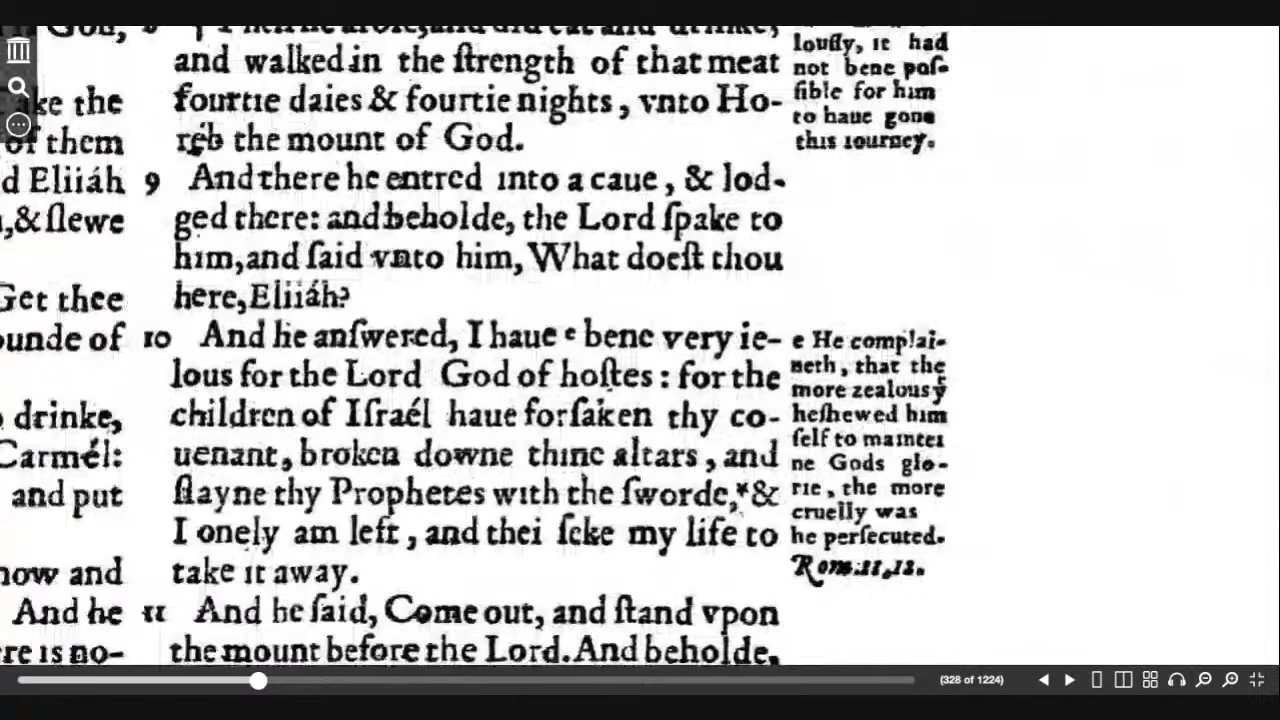 ake the
of them
d Eliiáh
,& ſlewe
Get thee
ounde of
drinke,
Carmél:
and put
now and
And he
re is no-
and walked in the ſtrength of that meat
fourtie daies & fourtie nights, vnto Ho-
réb the mount of God.
9 And there he entred into a caue, & lod-
ged there: and beholde, the Lord ſpake to
him, and ſaid vnto him, What doeſt thou
here, Eliiáh?
10 And he anſwered, I haue e bene very ie-
lous for the Lord God of hoſtes: for the
children of Iſraél haue forſaken thy co-
uenant, broken downe thine altars, and
ſlayne thy Prophetes with the ſworde, *&
I onely am left, and thei ſeke my life to
take it away.
11 And he ſaid, Come out, and ſtand vpon
the mount before the Lord. And beholde,
louſly, it had
not bene poſ-
ſible for him
to haue gone
this iourney.
e He complai-
neth, that the
more zealous ẏ
he ſhewed him
ſelf to maintei
ne Gods glo-
rie, the more
cruelly was
he perſecuted.
Rom.11,12.
(328 of 1224)